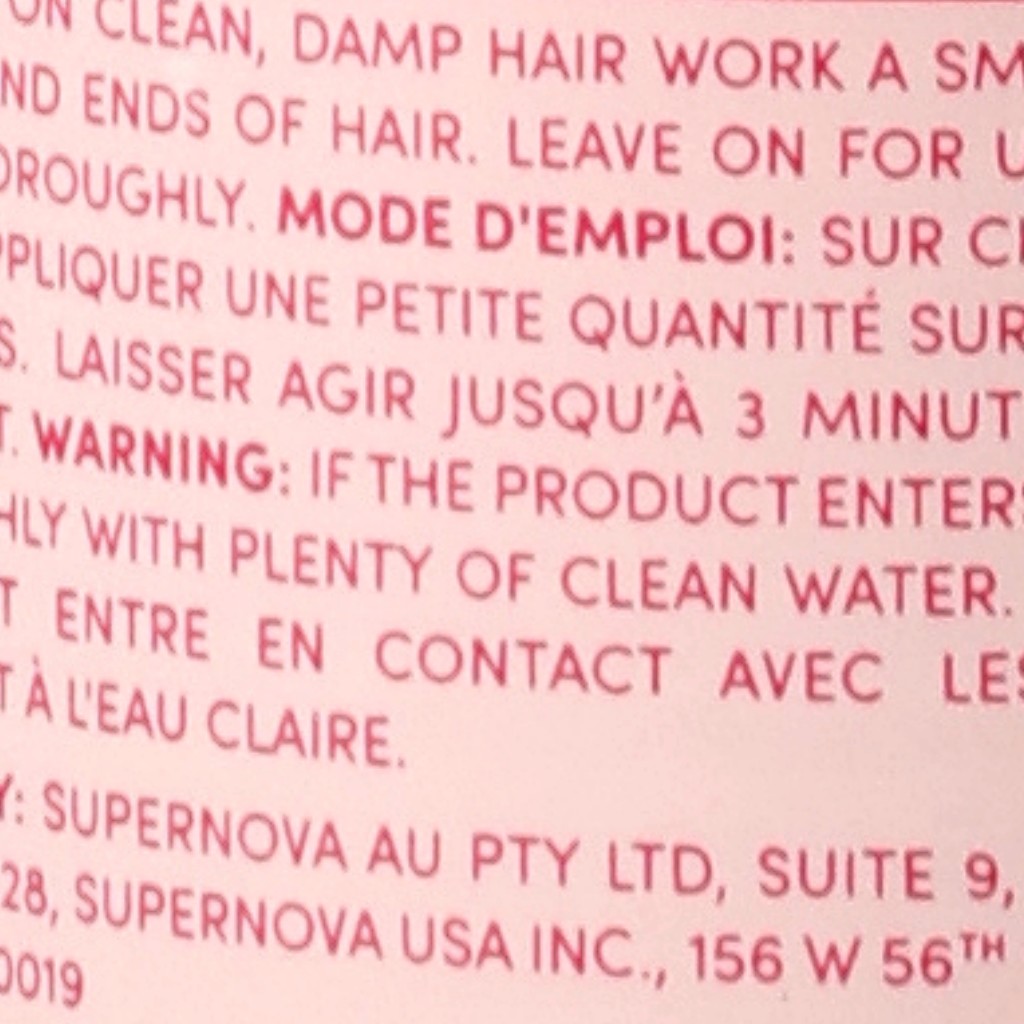 ON CLEAN, DAMP HAIR WORK A SM
ND ENDS OF HAIR. LEAVE ON FOR U
OROUGHLY. MODE D'EMPLOI: SUR C
PPLIQUER UNE PETITE QUANTITÉ SUR
S. LAISSER AGIR JUSQU'À 3 MINUT
T. WARNING: IF THE PRODUCT ENTERS
HLY WITH PLENTY OF CLEAN WATER.
T ENTRE EN CONTACT AVEC LES
T À L'EAU CLAIRE.
Y: SUPERNOVA AU PTY LTD, SUITE 9,
28, SUPERNOVA USA INC., 156 W 56TH
0019